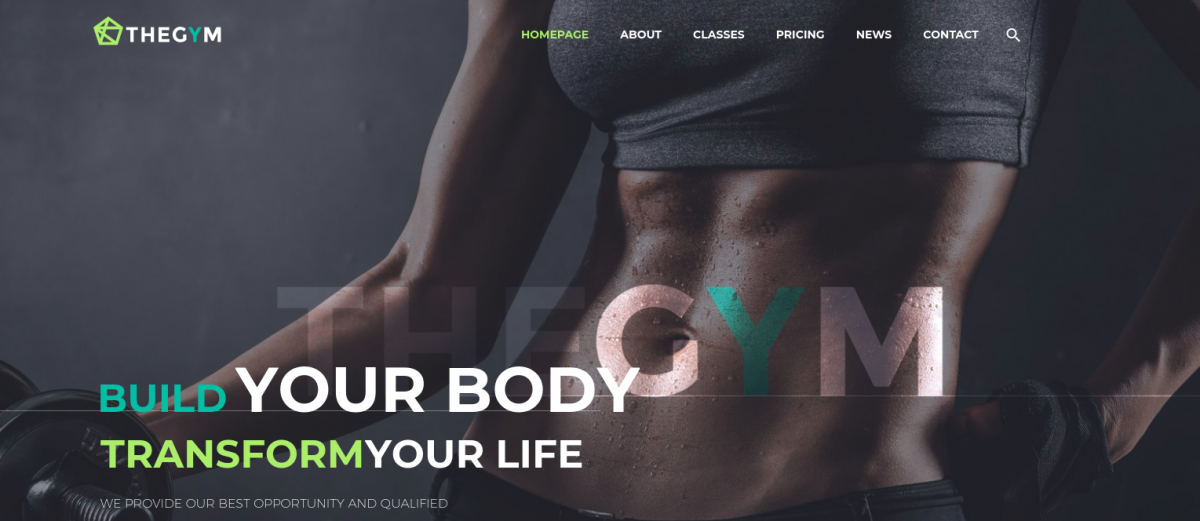 THEGYM
HOMEPAGE ABOUT CLASSES PRICING NEWS CONTACT
THEGYM
BUILD YOUR BODY
TRANSFORMYOUR LIFE
WE PROVIDE OUR BEST OPPORTUNITY AND QUALIFIED